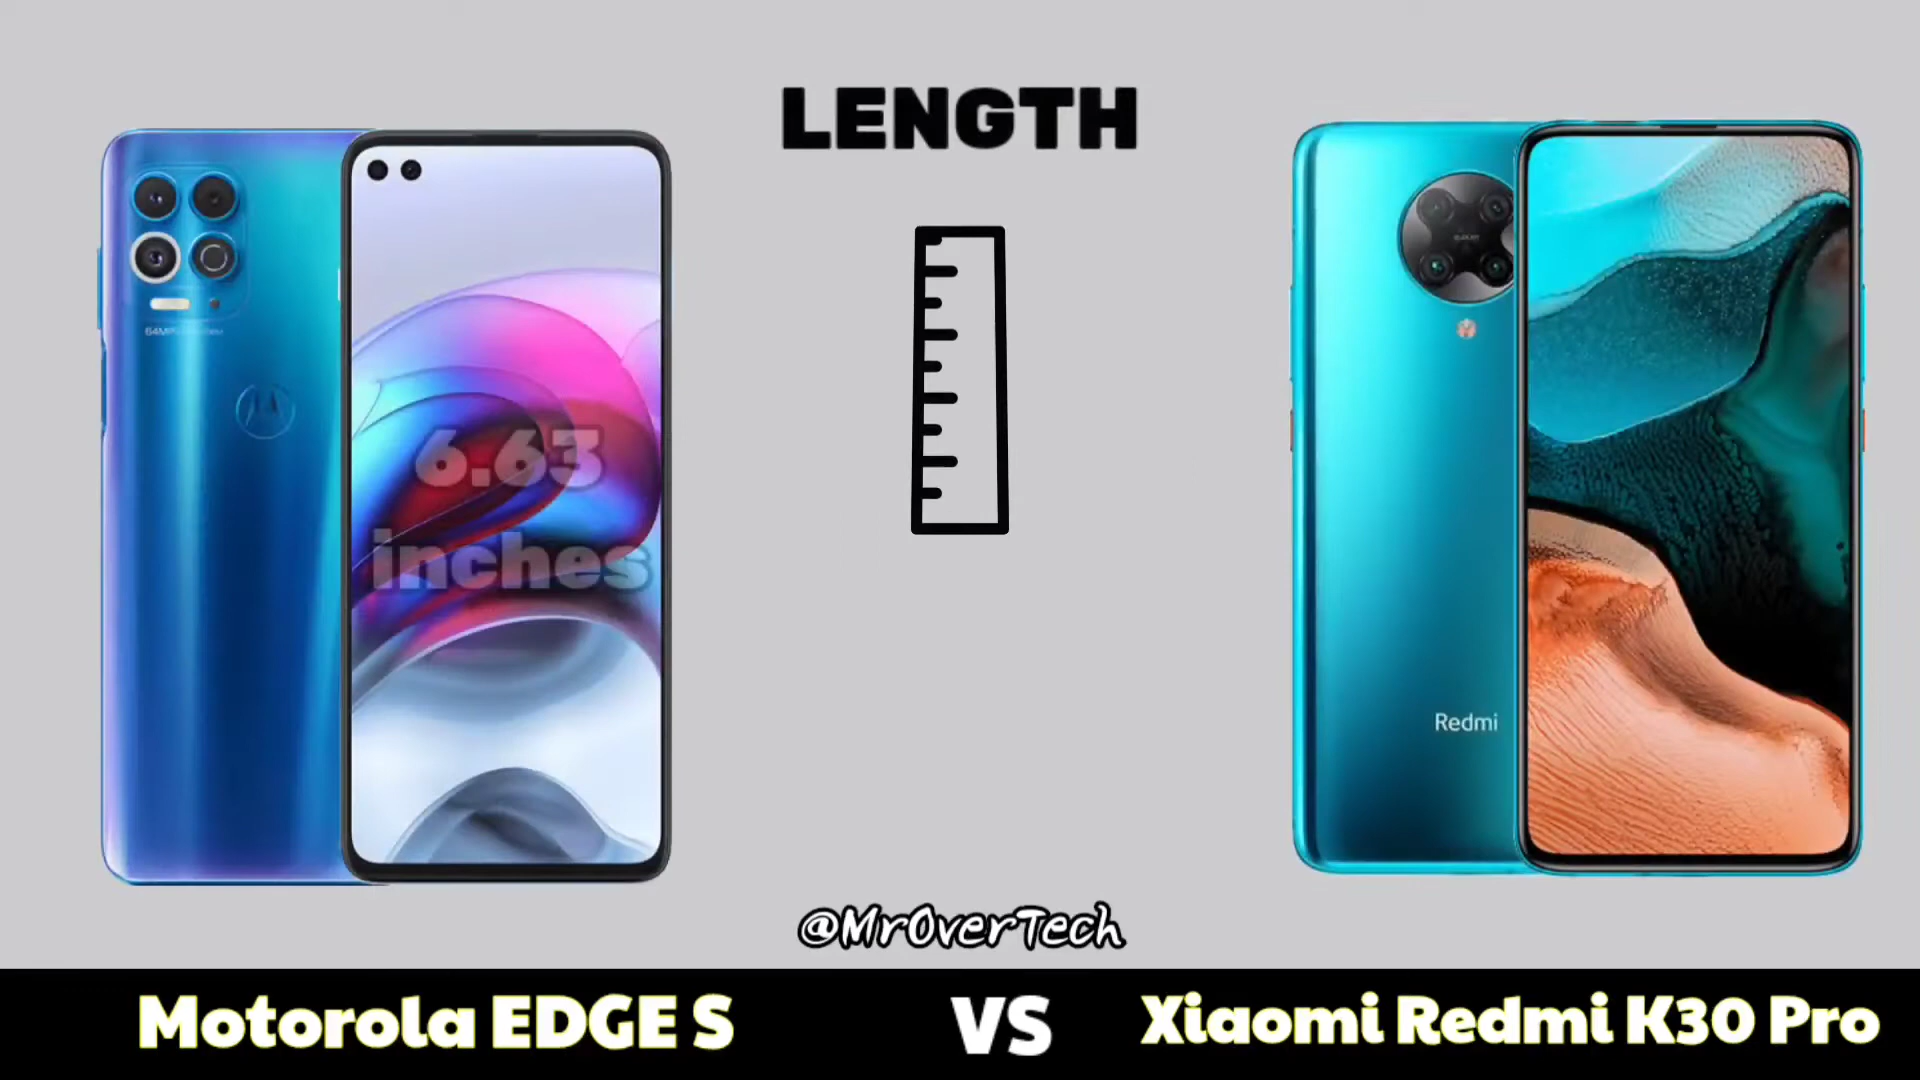 LENGTH
6.63
inches
Redmi
@MrOverTech
Motorola EDGE S
VS
Xiaomi Redmi K30 Pro